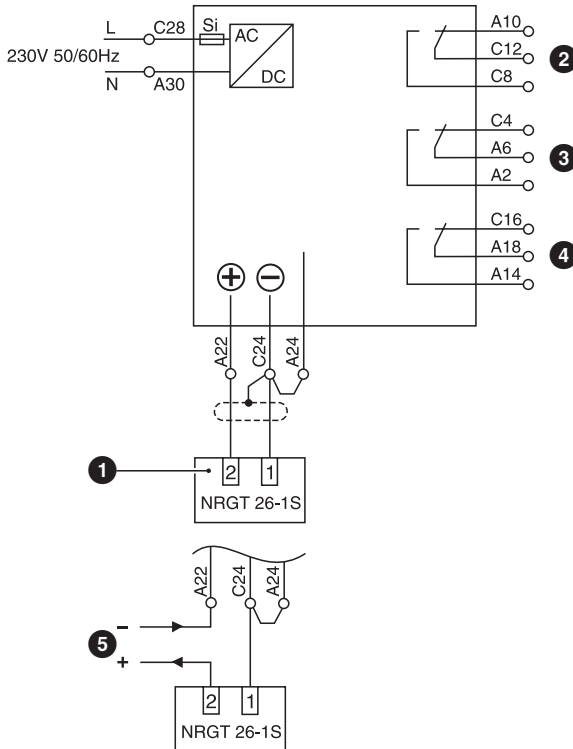 L
C28
Si
AC
230V 50/60Hz
N
A30
DC
A10
C12
C8
2
C4
A6
A2
3
C16
A18
A14
4
+
−
A22
C24
A24
1
2
1
NRGT 26-1S
A22
C24
A24
5
−
+
2
1
NRGT 26-1S